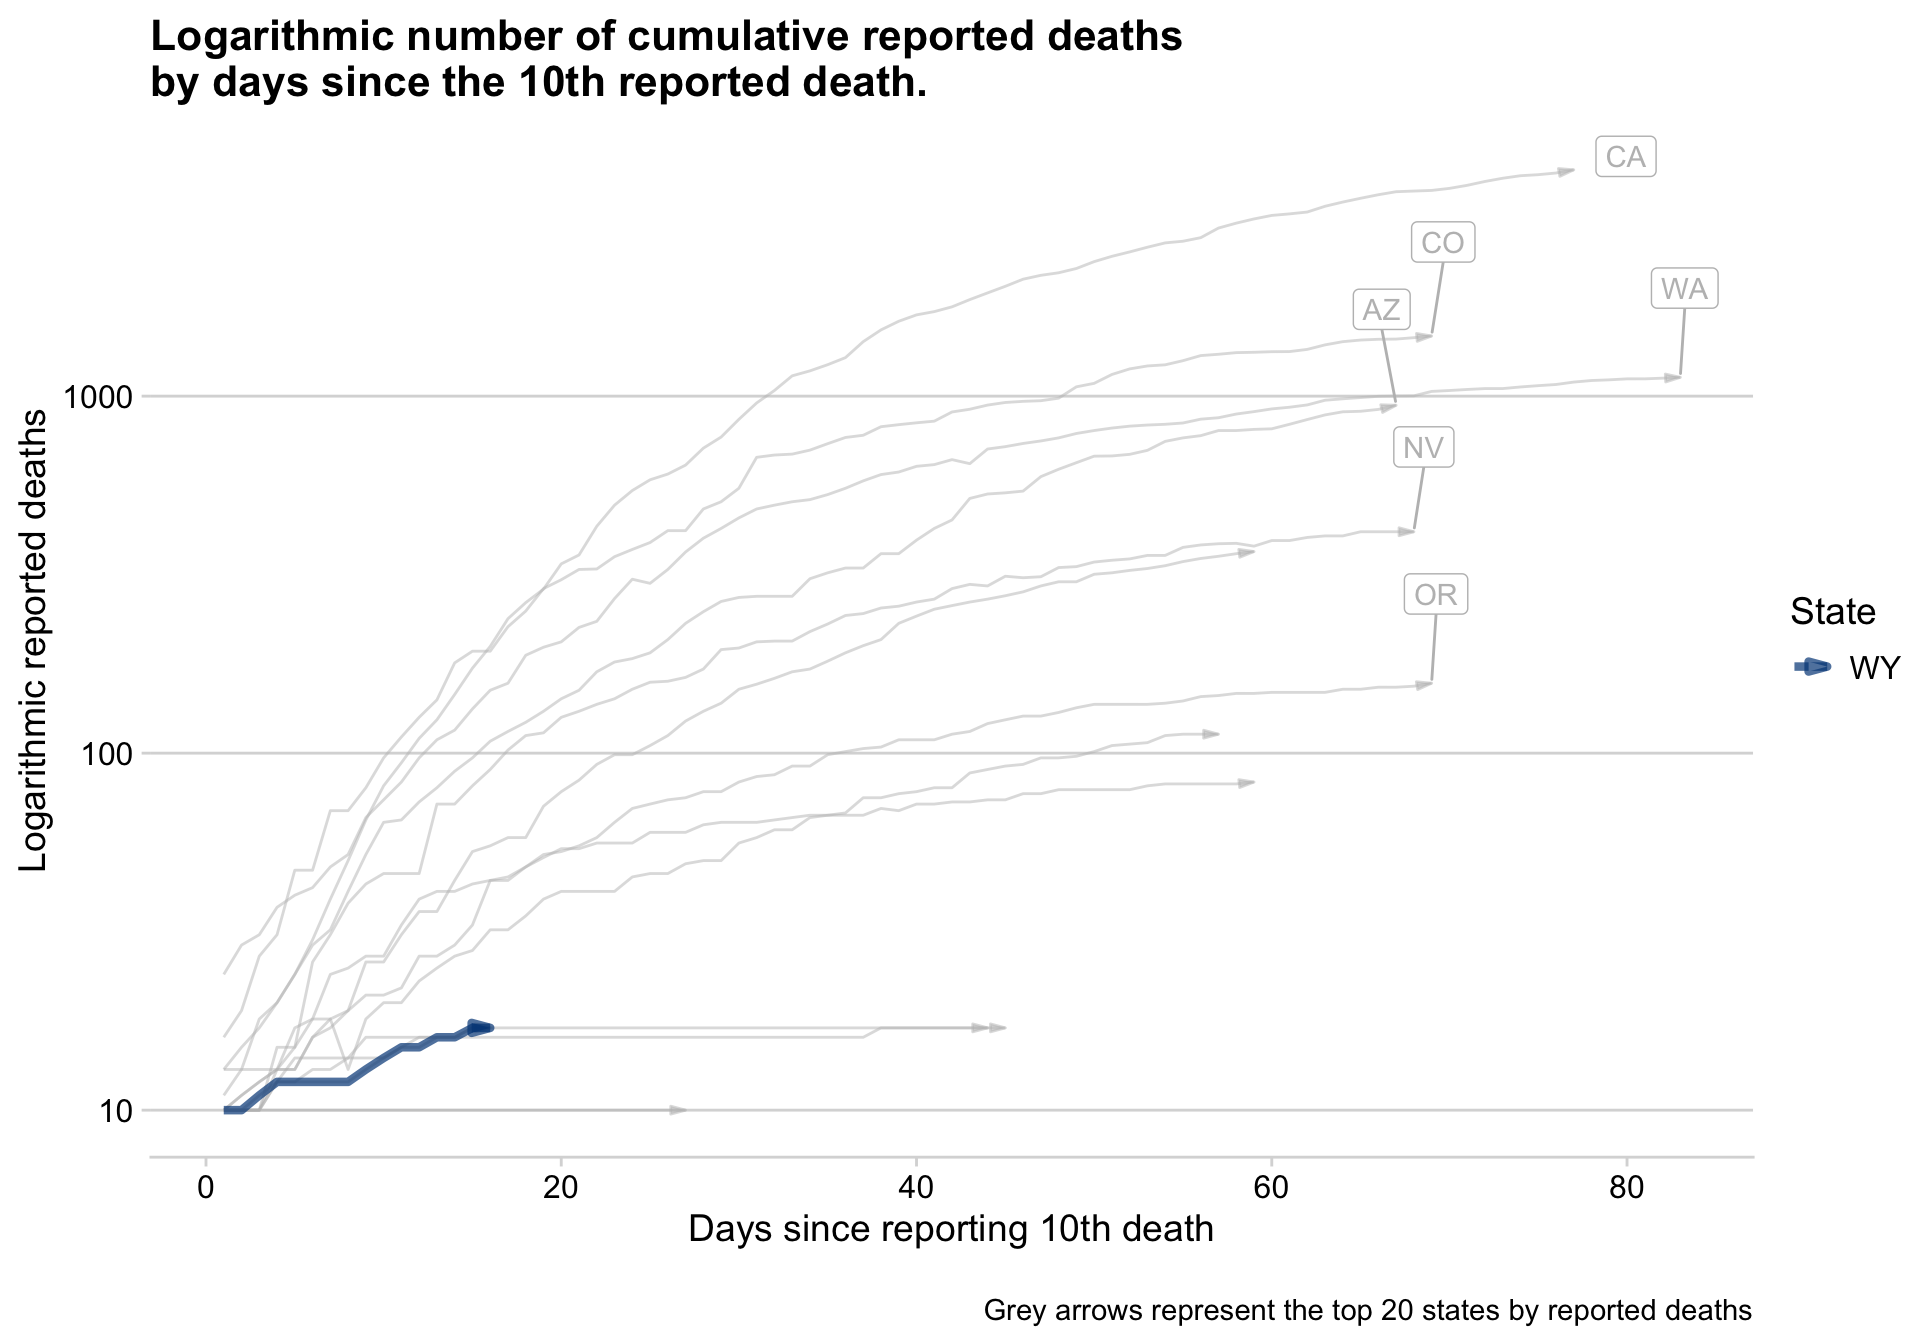 Logarithmic number of cumulative reported deaths
by days since the 10th reported death.
CA
CO
WA
AZ
1000
NV
Logarithmic reported deaths
OR
State
WY
100
10
0 20 40 60 80
Days since reporting 10th death
Grey arrows represent the top 20 states by reported deaths